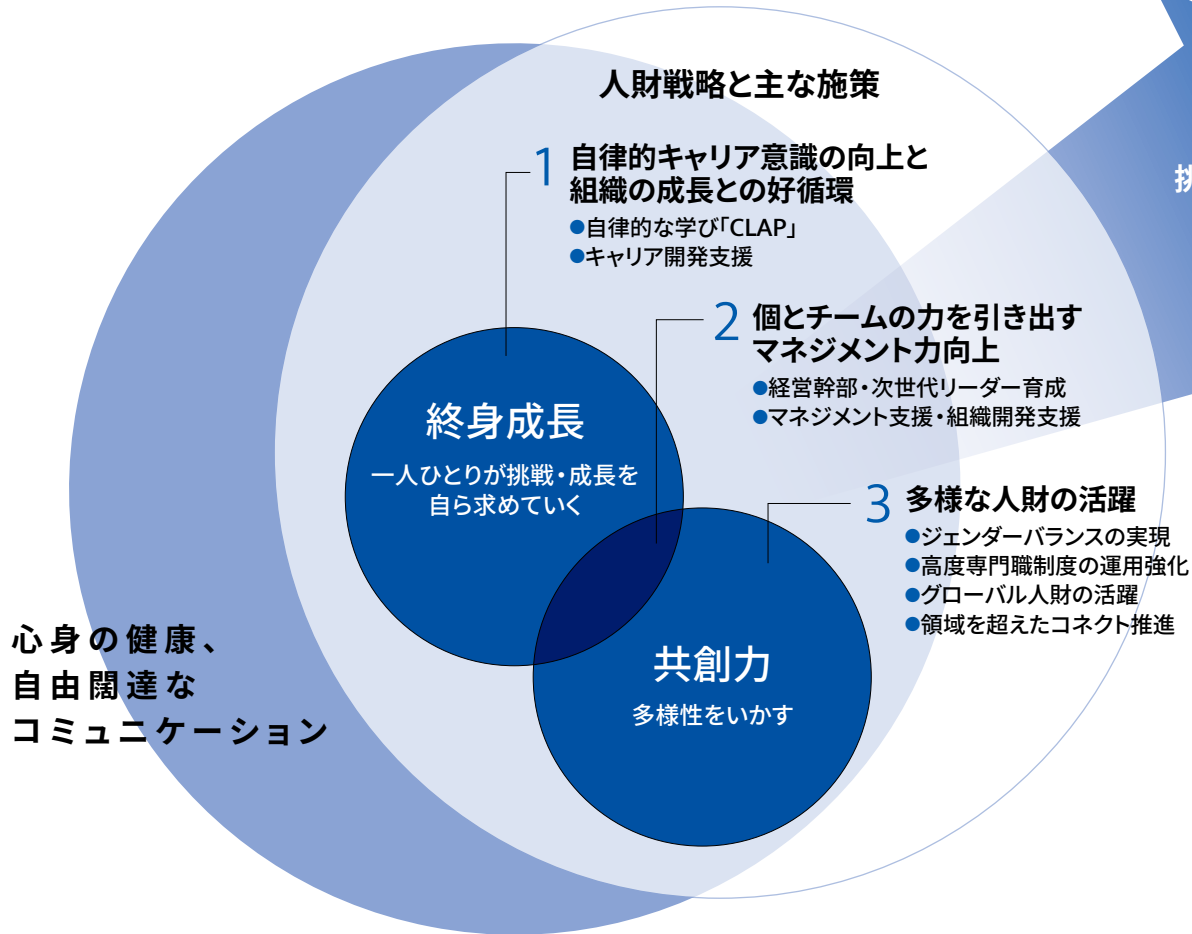 人財戦略と主な施策
1 自律的キャリア意識の向上と
組織の成長との好循環
●自律的な学び「CLAP」
●キャリア開発支援
2 個とチームの力を引き出す
マネジメント力向上
●経営幹部・次世代リーダー育成
●マネジメント支援・組織開発支援
3 多様な人財の活躍
●ジェンダーバランスの実現
●高度専門職制度の運用強化
●グローバル人財の活躍
●領域を超えたコネクト推進
終身成長
一人ひとりが挑戦・成長を
自ら求めていく
共創力
多様性をいかす
心身の健康、
自由闊達な
コミュニケーション